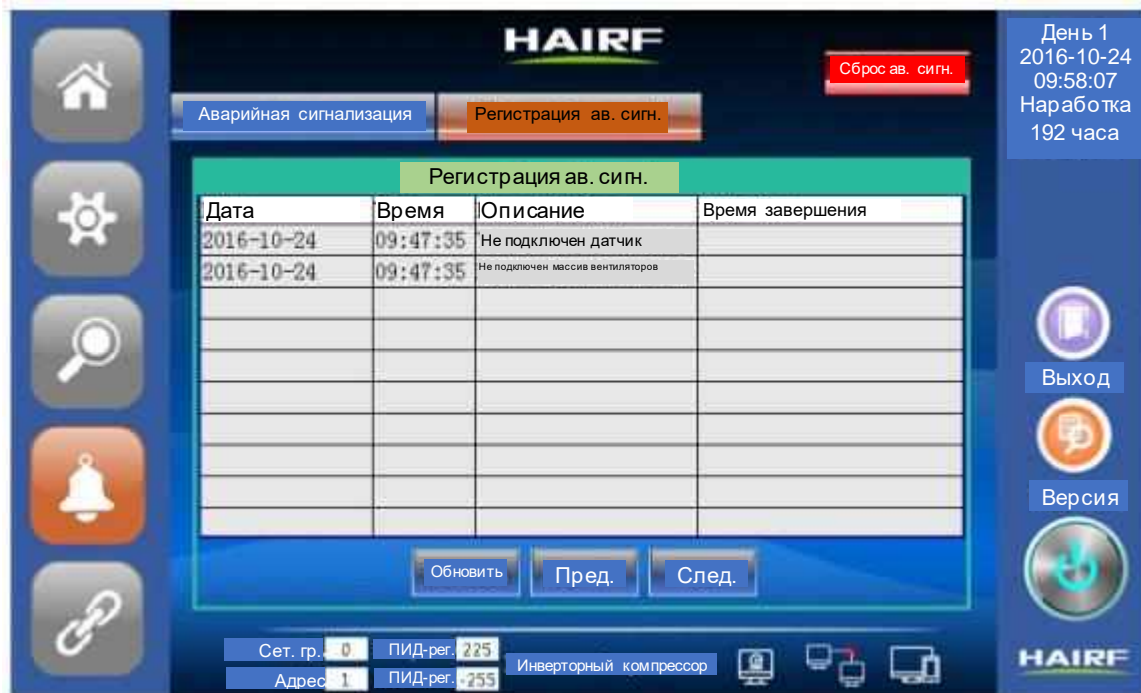 HAIRF
Сброс ав. сигн.
День 1
2016-10-24
09:58:07
Наработка
192 часа
Аварийная сигнализация
Регистрация ав. сигн.
Регистрация ав. сигн.
Дата Время Описание Время завершения
2016-10-24 09:47:35 Не подключен датчик
2016-10-24 09:47:35 Не подключен массив вентиляторов
Выход
Версия
Обновить Пред. След.
Сет. гр. 0 ПИД-рег. 225
Инверторный компрессор
Адрес 1 ПИД-рег. -255
HAIRF